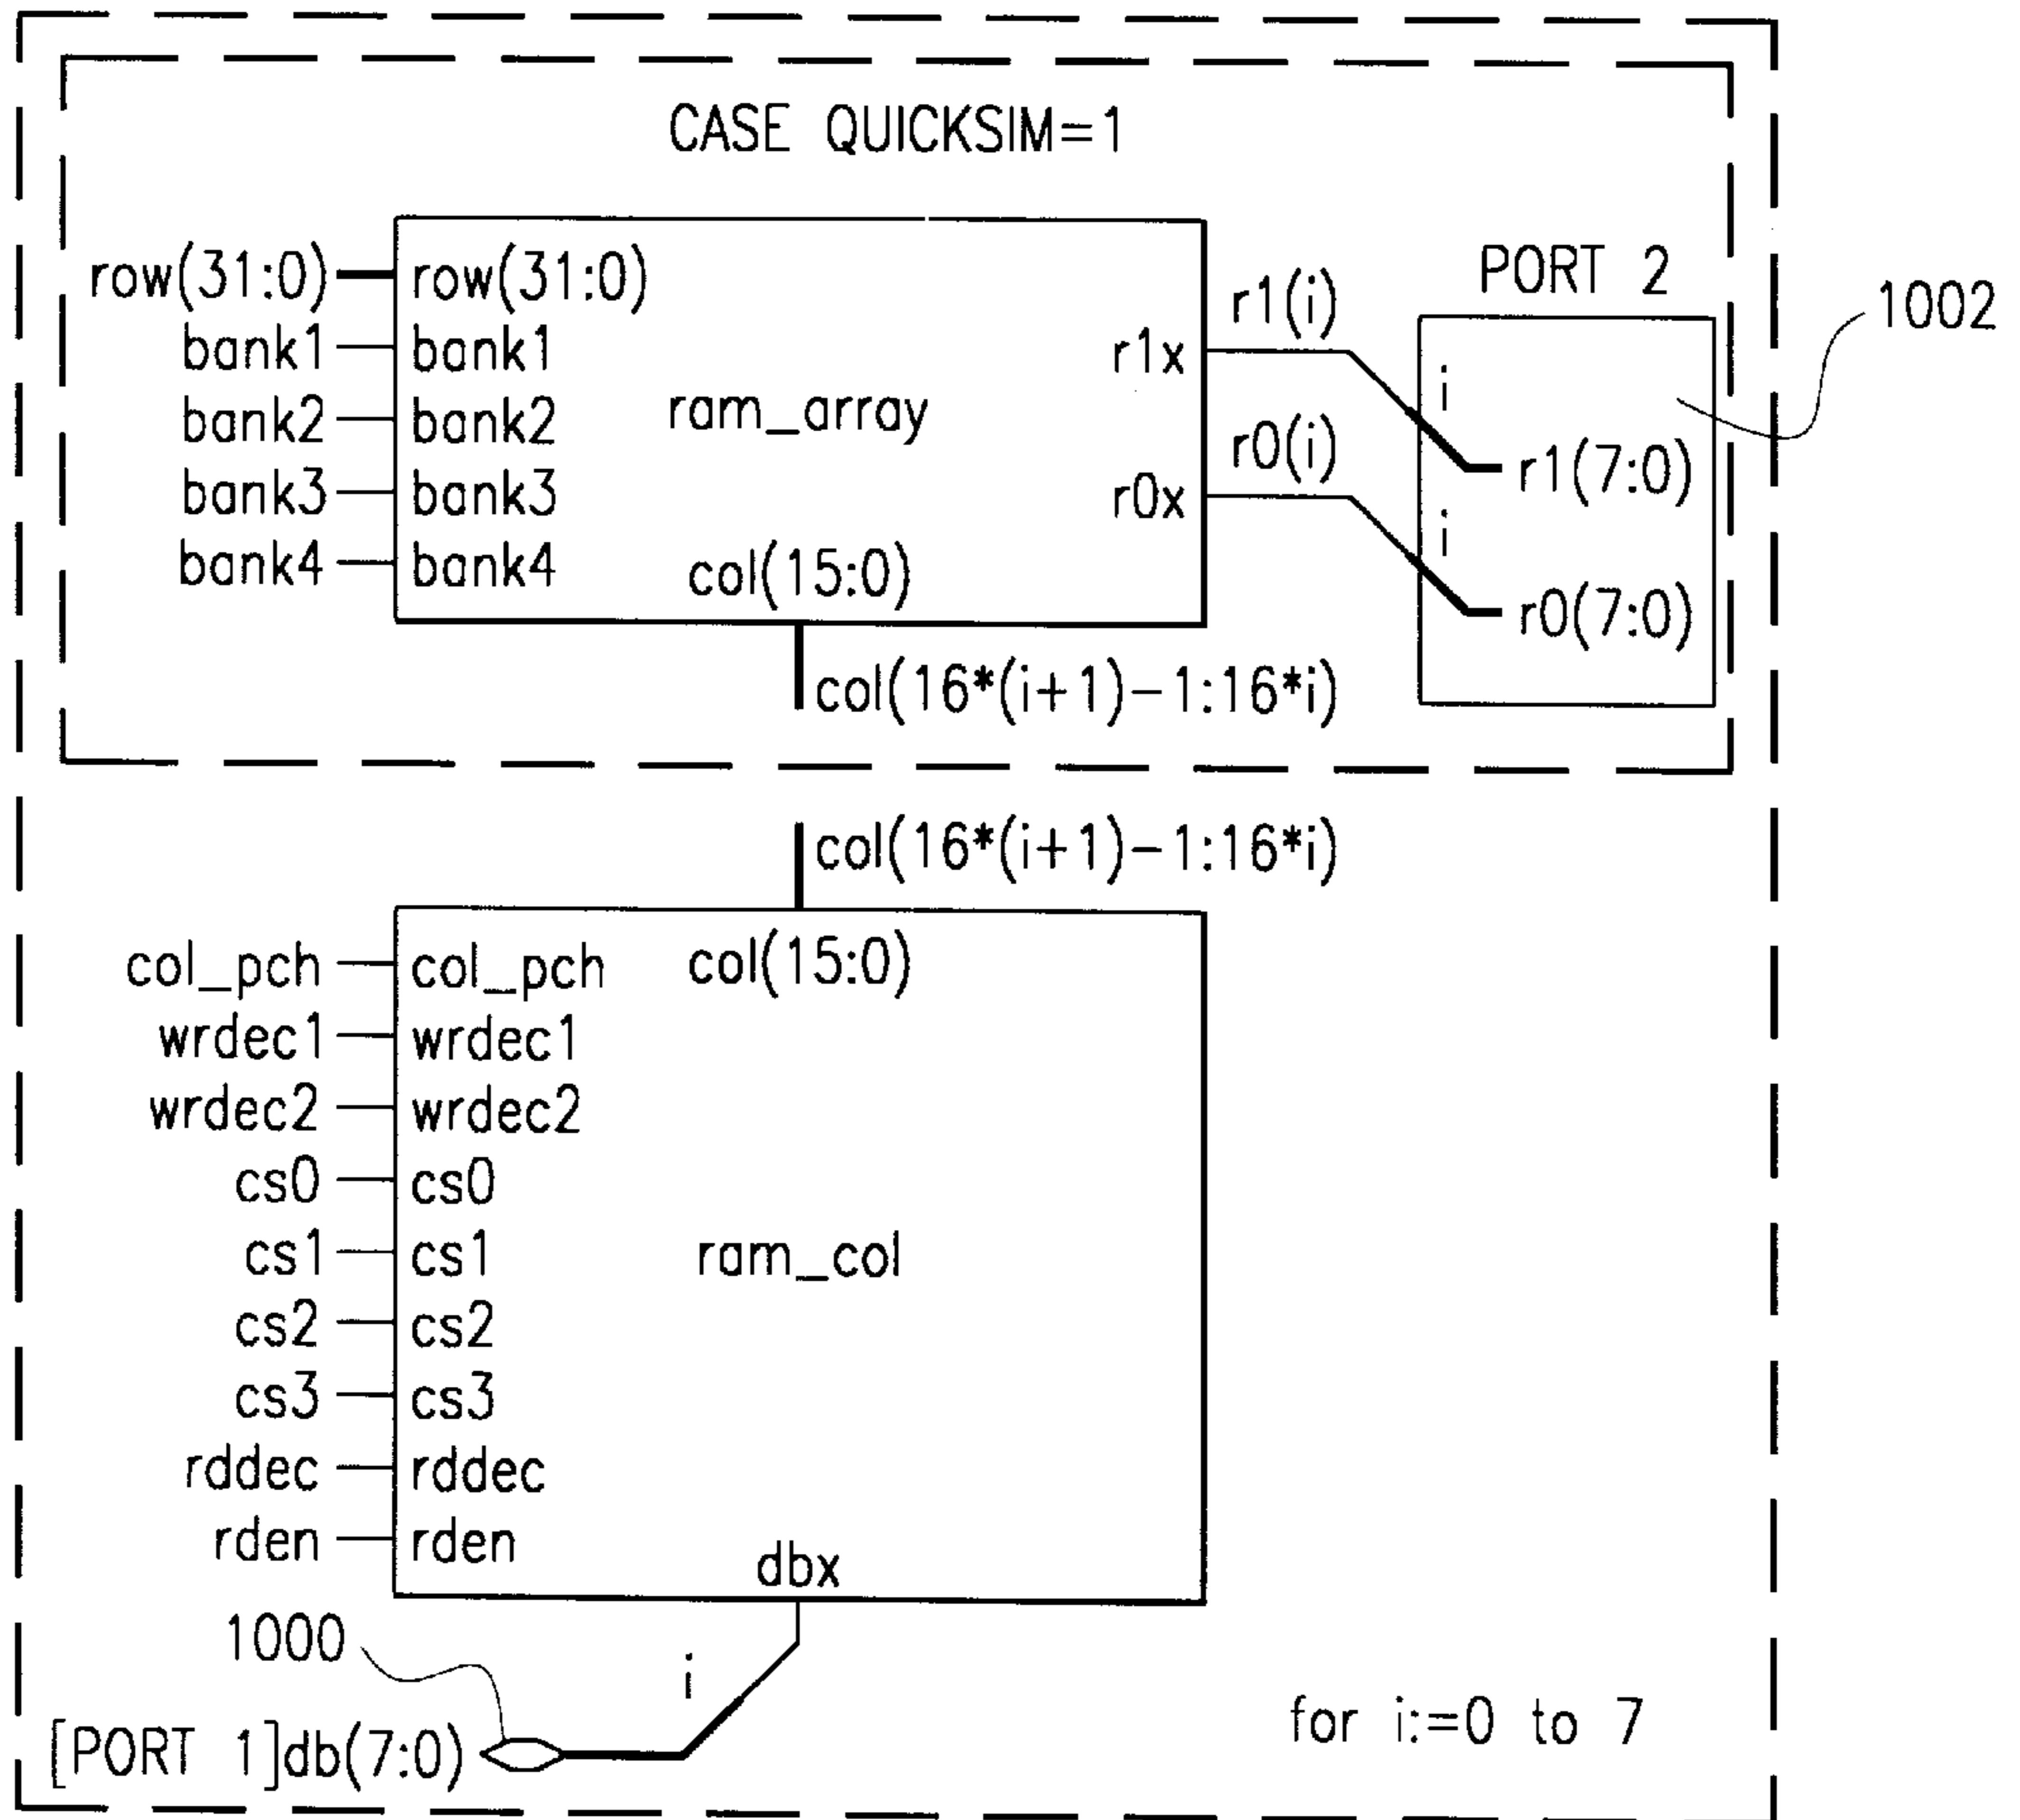 CASE QUICKSIM=1
row(31:0) row(31:0)
bank1 bank1
bank2 bank2
bank3 bank3
bank4 bank4
ram_array
col(15:0)
r1x
r0x
r1(i)
r0(i)
PORT 2
i
r1(7:0)
i
r0(7:0)
1002
col(16*(i+1)-1:16*i)
col(16*(i+1)-1:16*i)
col_pch col_pch
col(15:0)
wrdec1 wrdec1
wrdec2 wrdec2
cs0 cs0
cs1 cs1
ram_col
cs2 cs2
cs3 cs3
rddec rddec
rden rden
dbx
1000
i
[PORT 1]db(7:0)
for i:=0 to 7